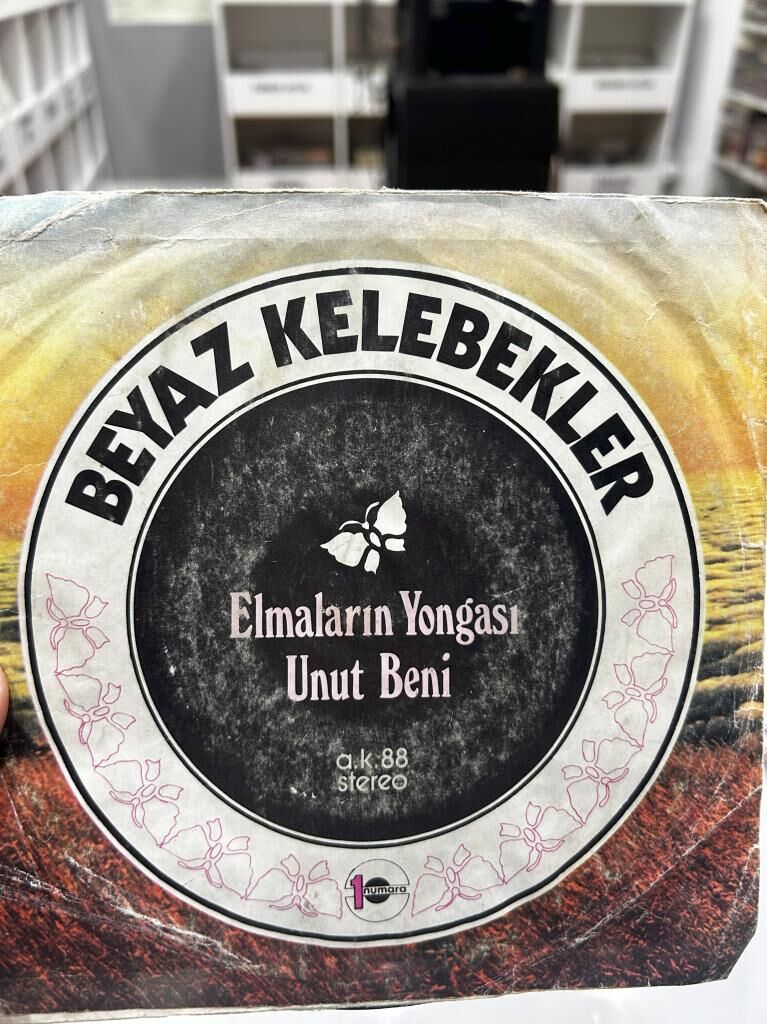 BEYAZ KELEBEKLER
Elmaların Yongası
Unut Beni
a.k 88
stereo
1 numara